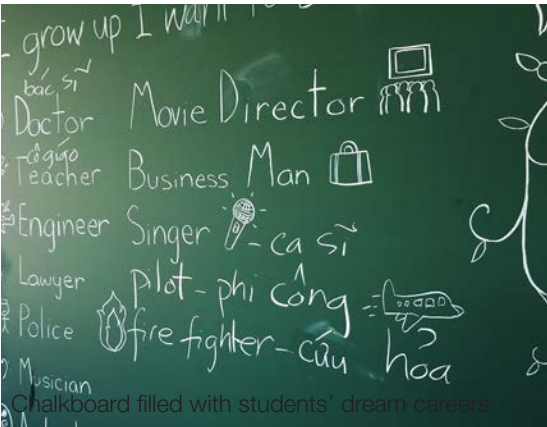 I grow up I want to
bác sĩ
Doctor
cô giáo
Teacher
Engineer
Lawyer
Police
Musician
Movie Director
Business Man
Singer - ca sĩ
pilot - phi công
fire fighter - cứu hỏa
Chalkboard filled with students' dream careers